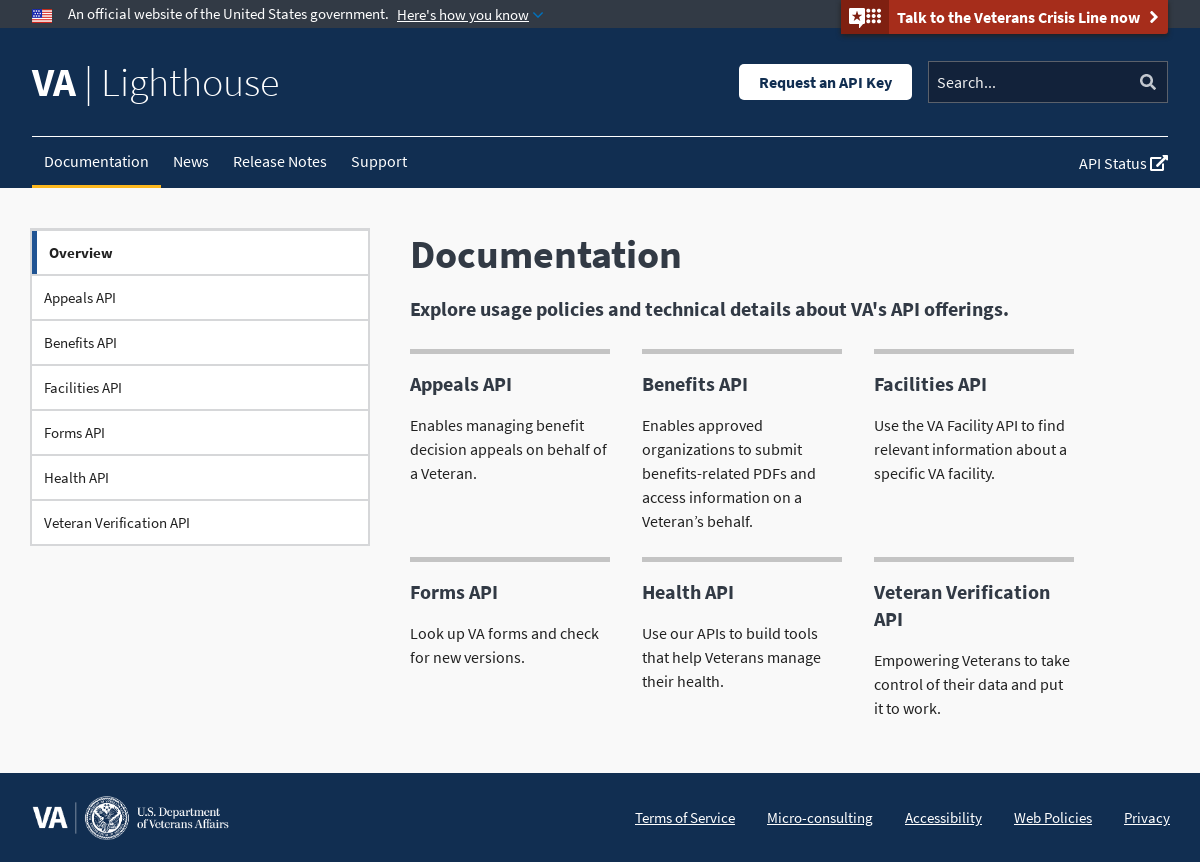 An official website of the United States government. Here's how you know
Talk to the Veterans Crisis Line now
VA | Lighthouse
Request an API Key
Search...
Documentation
News
Release Notes
Support
API Status
Overview
Appeals API
Benefits API
Facilities API
Forms API
Health API
Veteran Verification API
Documentation
Explore usage policies and technical details about VA's API offerings.
Appeals API
Enables managing benefit
decision appeals on behalf of
a Veteran.
Benefits API
Enables approved
organizations to submit
benefits-related PDFs and
access information on a
Veteran’s behalf.
Facilities API
Use the VA Facility API to find
relevant information about a
specific VA facility.
Forms API
Look up VA forms and check
for new versions.
Health API
Use our APIs to build tools
that help Veterans manage
their health.
Veteran Verification
API
Empowering Veterans to take
control of their data and put
it to work.
VA
U.S. Department
of Veterans Affairs
Terms of Service
Micro-consulting
Accessibility
Web Policies
Privacy